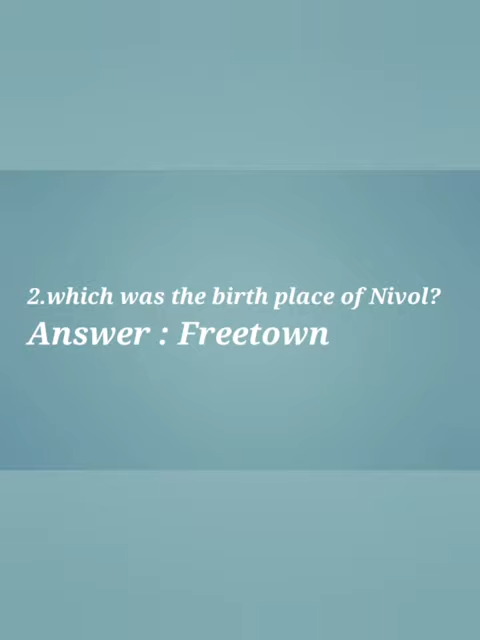 2.which was the birth place of Nivol?
Answer : Freetown